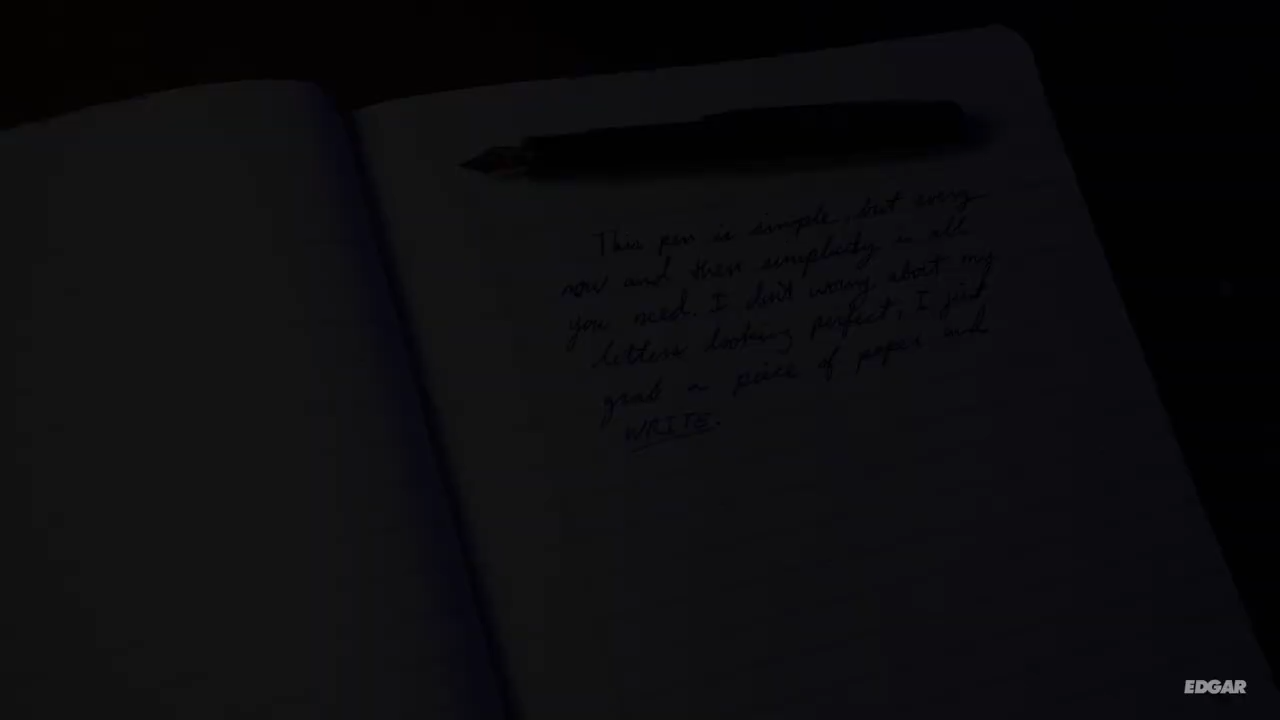 This pen is simple, but every
now and then simplicity is all
you need. I don't worry about my
letters looking perfect, I just
grab a piece of paper and
WRITE.
EDGAR